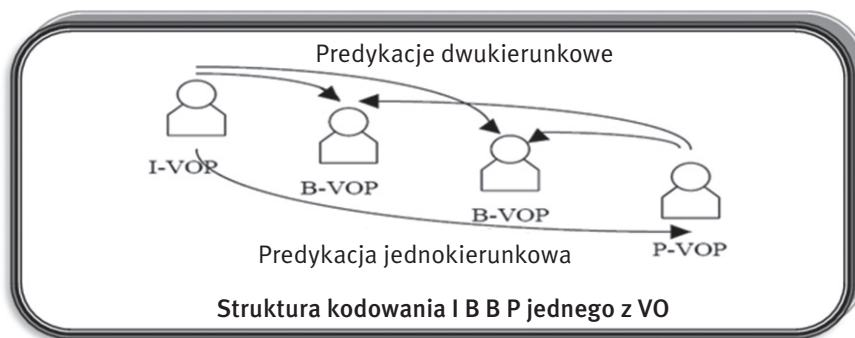 Predykacje dwukierunkowe
I-VOP
B-VOP
B-VOP
P-VOP
Predykacja jednokierunkowa
Struktura kodowania I B B P jednego z VO